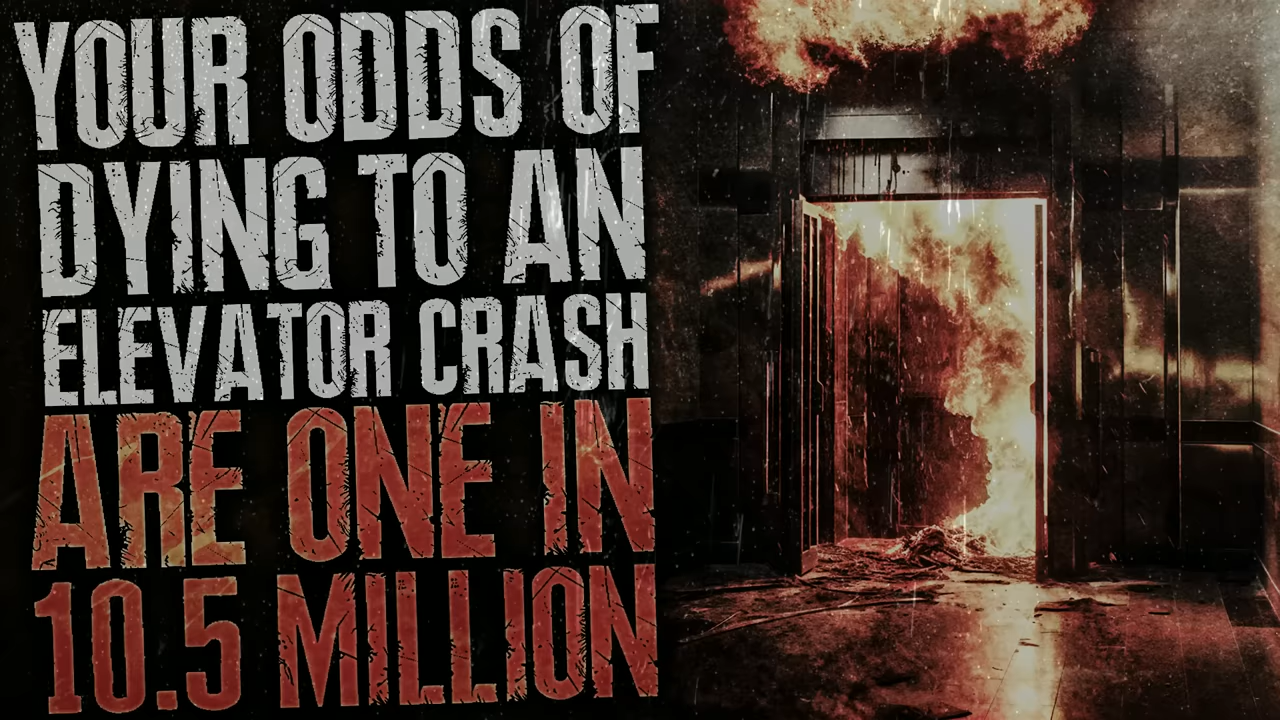 YOUR ODDS OF
DYING TO AN
ELEVATOR CRASH
ARE ONE IN
10.5 MILLION